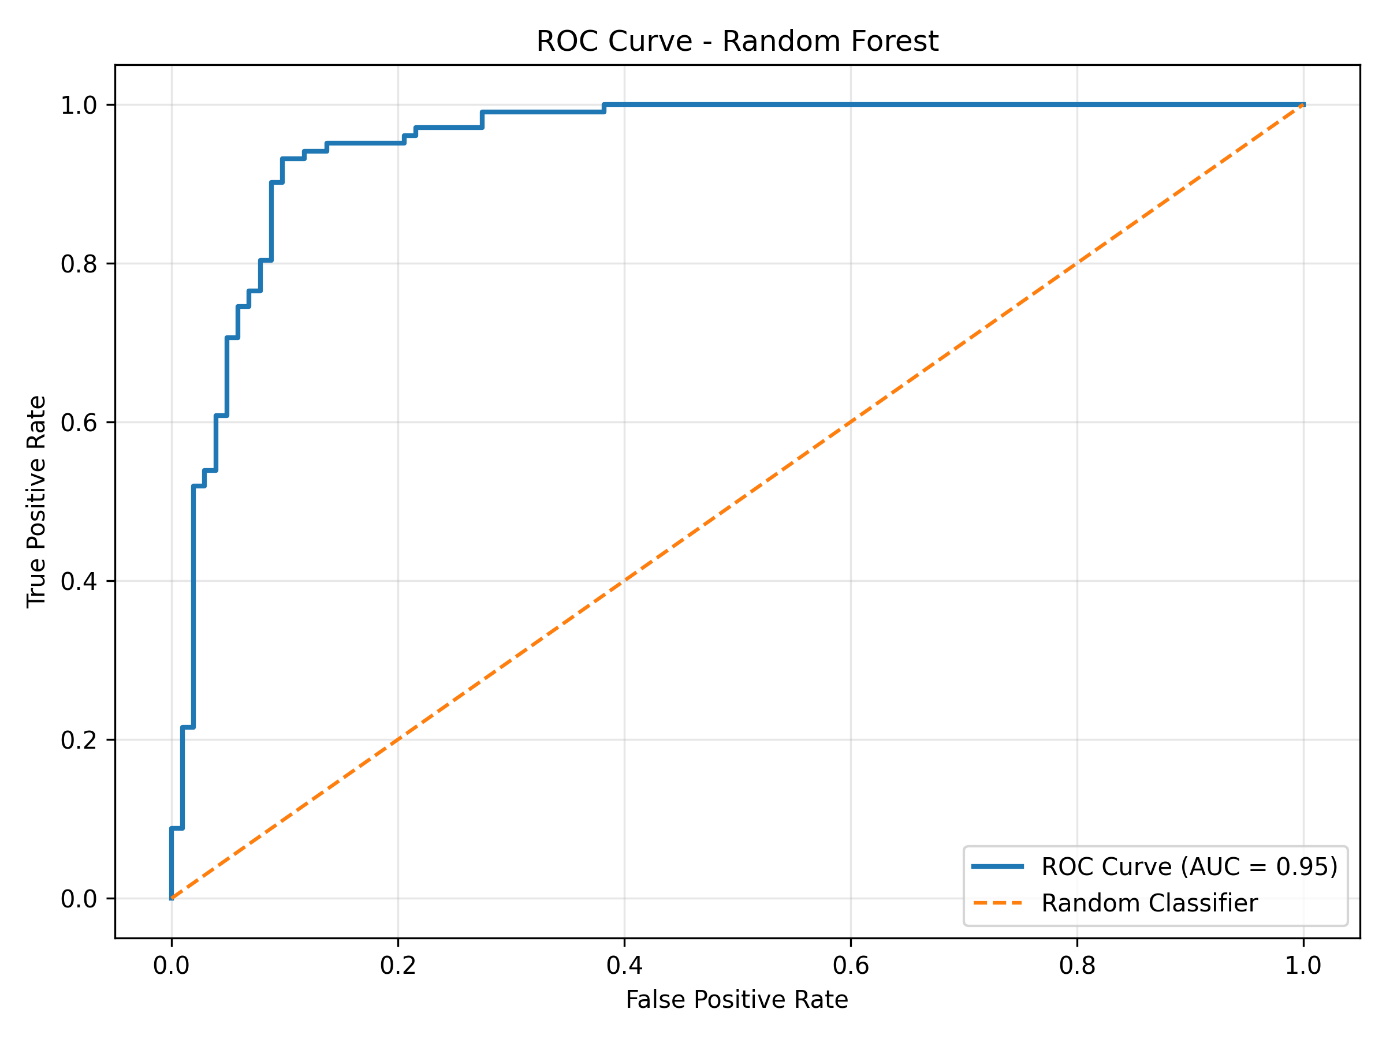 ROC Curve - Random Forest
1.0
0.8
0.6
0.4
0.2
0.0
True Positive Rate
ROC Curve (AUC = 0.95)
Random Classifier
0.0 0.2 0.4 0.6 0.8 1.0
False Positive Rate